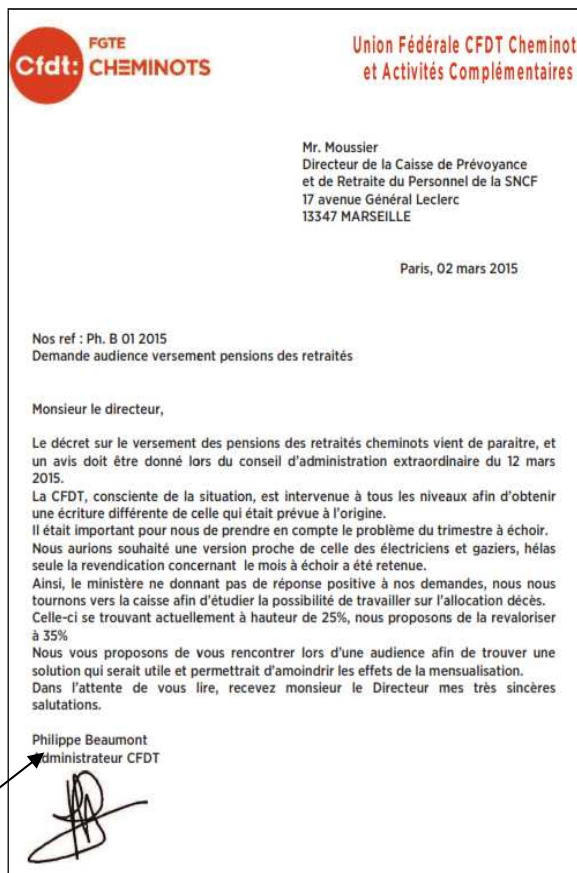 Cfdt:
FGTE
CHEMINOTS
Union Fédérale CFDT Cheminot
et Activités Complémentaires
Mr. Moussier
Directeur de la Caisse de Prévoyance
et de Retraite du Personnel de la SNCF
17 avenue Général Leclerc
13347 MARSEILLE
Paris, 02 mars 2015
Nos ref : Ph. B 01 2015
Demande audience versement pensions des retraités
Monsieur le directeur,
Le décret sur le versement des pensions des retraités cheminots vient de paraitre, et
un avis doit être donné lors du conseil d'administration extraordinaire du 12 mars
2015.
La CFDT, consciente de la situation, est intervenue à tous les niveaux afin d'obtenir
une écriture différente de celle qui était prévue à l'origine.
Il était important pour nous de prendre en compte le problème du trimestre à échoir.
Nous aurions souhaité une version proche de celle des électriciens et gaziers, hélas
seule la revendication concernant le mois à échoir a été retenue.
Ainsi, le ministère ne donnant pas de réponse positive à nos demandes, nous nous
tournons vers la caisse afin d'étudier la possibilité de travailler sur l'allocation décès.
Celle-ci se trouvant actuellement à hauteur de 25%, nous proposons de la revaloriser
à 35%
Nous vous proposons de vous rencontrer lors d'une audience afin de trouver une
solution qui serait utile et permettrait d'amoindrir les effets de la mensualisation.
Dans l'attente de vous lire, recevez monsieur le Directeur mes très sincères
salutations.
Philippe Beaumont
Administrateur CFDT